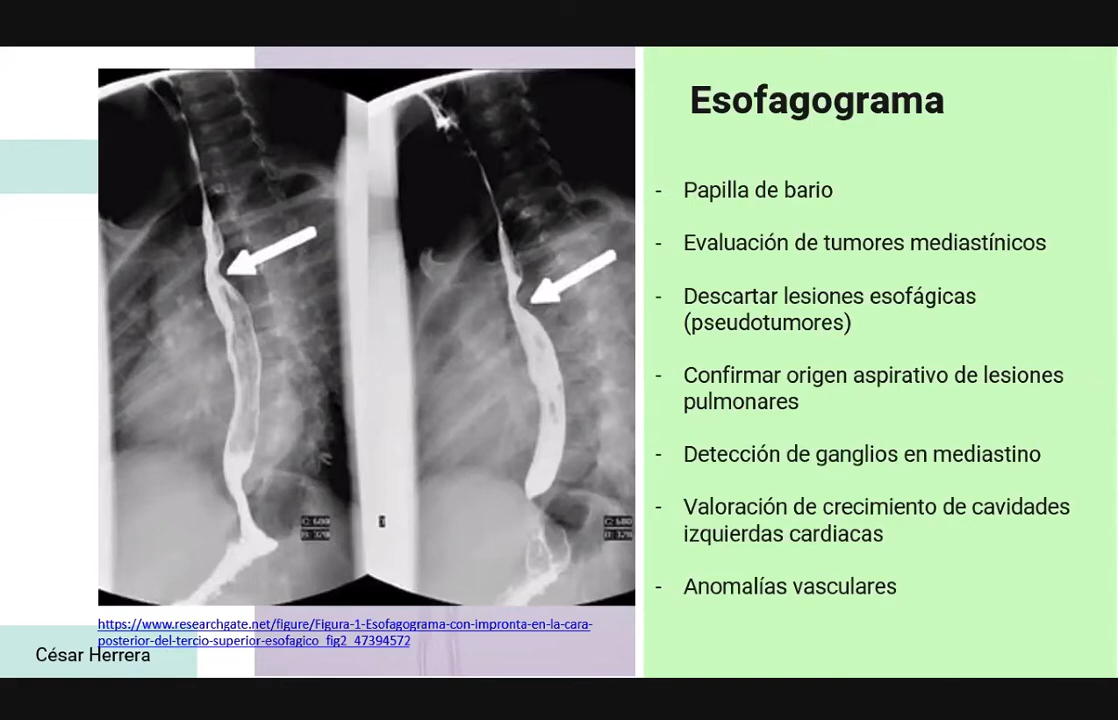 Esofagograma
- Papilla de bario
- Evaluación de tumores mediastínicos
- Descartar lesiones esofágicas
(pseudotumores)
- Confirmar origen aspirativo de lesiones
pulmonares
- Detección de ganglios en mediastino
- Valoración de crecimiento de cavidades
izquierdas cardiacas
- Anomalías vasculares
https://www.researchgate.net/figure/Figura-1-Esofagograma-con-impronta-en-la-cara-
posterior-del-tercio-superior-esofagico_fig2_47394572
César Herrera